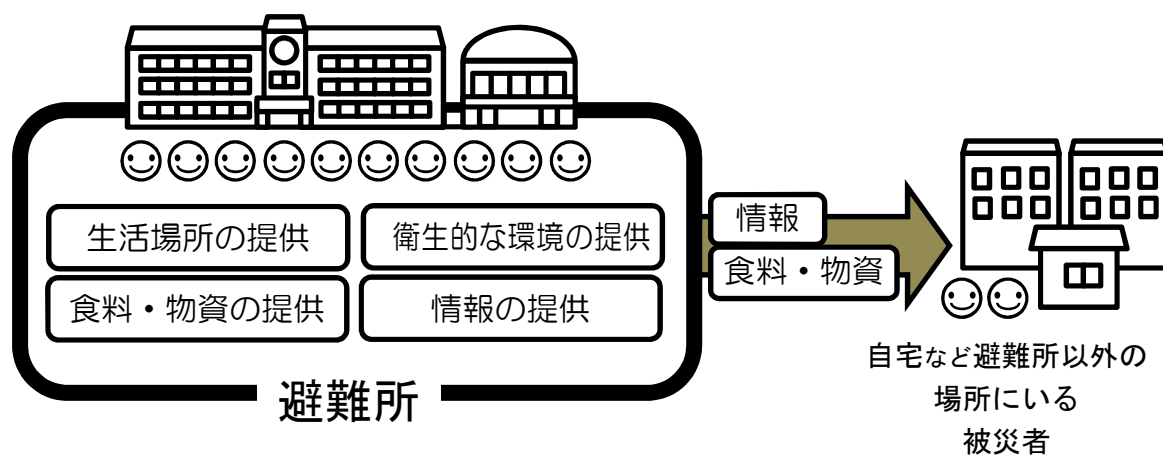 生活場所の提供
衛生的な環境の提供
食料・物資の提供
情報の提供
避難所
情報
食料・物資
自宅など避難所以外の
場所にいる
被災者